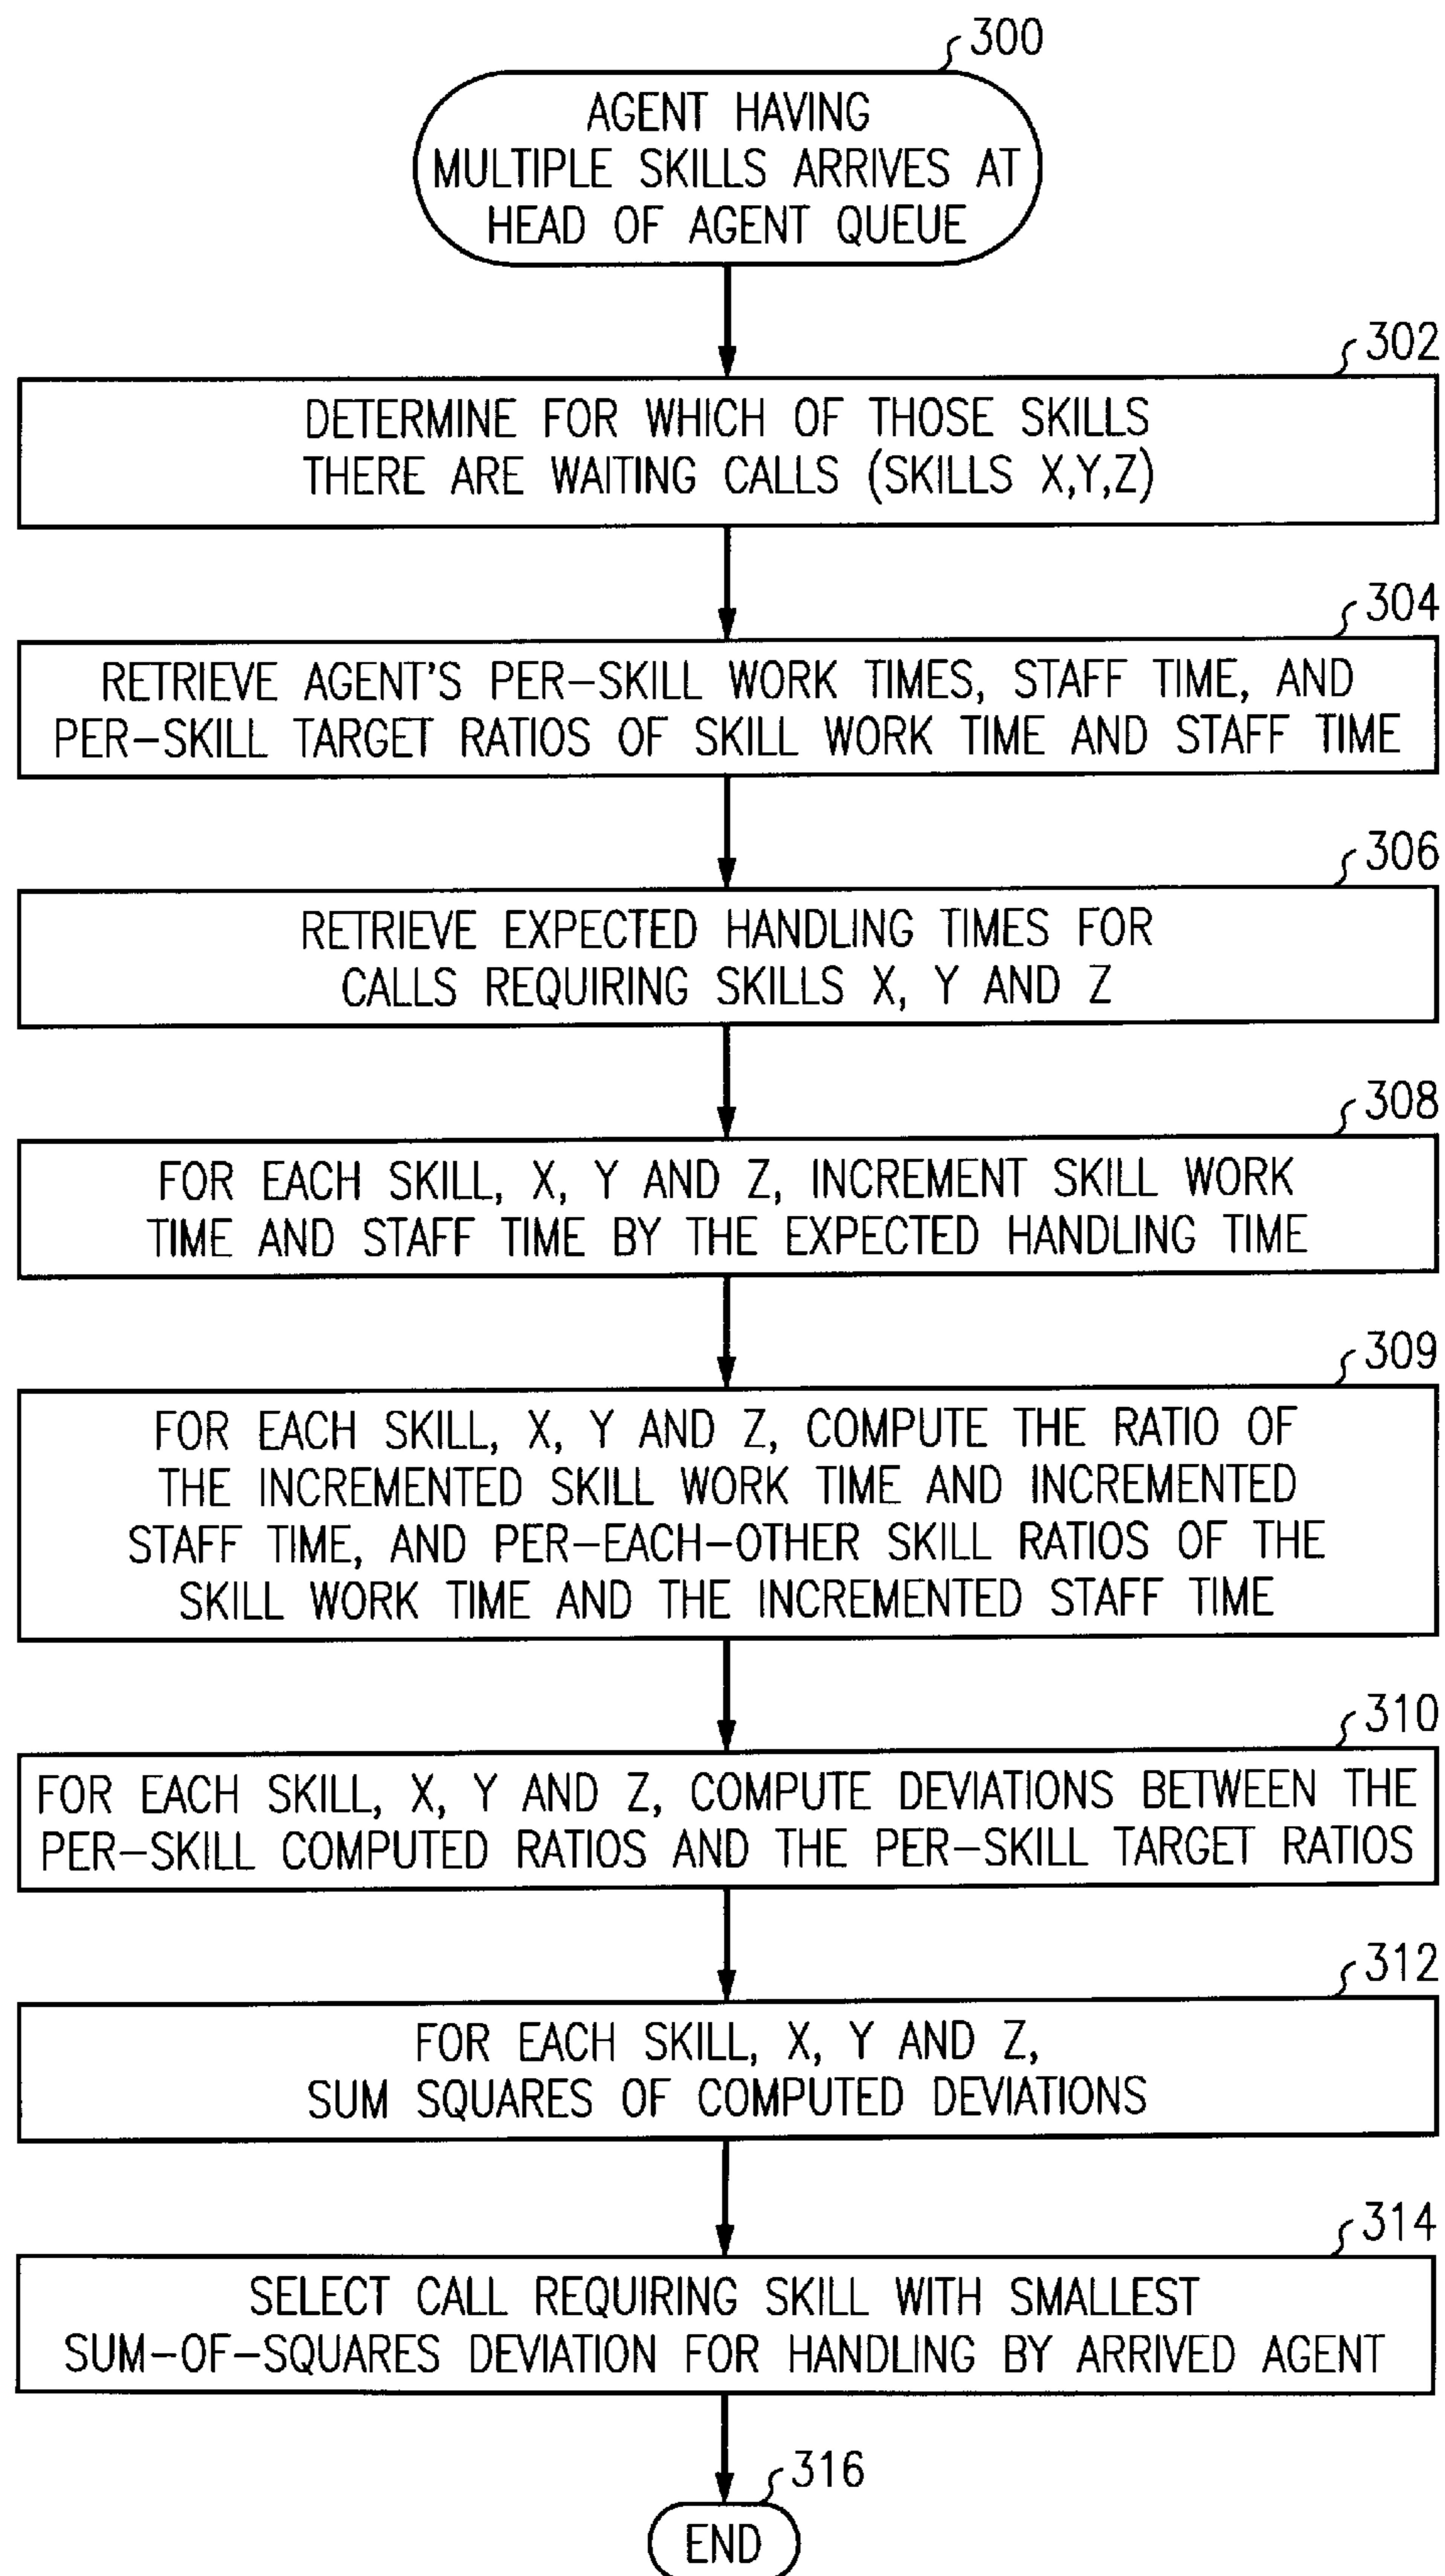 300
AGENT HAVING
MULTIPLE SKILLS ARRIVES AT
HEAD OF AGENT QUEUE
302
DETERMINE FOR WHICH OF THOSE SKILLS
THERE ARE WAITING CALLS (SKILLS X,Y,Z)
304
RETRIEVE AGENT'S PER-SKILL WORK TIMES, STAFF TIME, AND
PER-SKILL TARGET RATIOS OF SKILL WORK TIME AND STAFF TIME
306
RETRIEVE EXPECTED HANDLING TIMES FOR
CALLS REQUIRING SKILLS X, Y AND Z
308
FOR EACH SKILL, X, Y AND Z, INCREMENT SKILL WORK
TIME AND STAFF TIME BY THE EXPECTED HANDLING TIME
309
FOR EACH SKILL, X, Y AND Z, COMPUTE THE RATIO OF
THE INCREMENTED SKILL WORK TIME AND INCREMENTED
STAFF TIME, AND PER-EACH-OTHER SKILL RATIOS OF THE
SKILL WORK TIME AND THE INCREMENTED STAFF TIME
310
FOR EACH SKILL, X, Y AND Z, COMPUTE DEVIATIONS BETWEEN THE
PER-SKILL COMPUTED RATIOS AND THE PER-SKILL TARGET RATIOS
312
FOR EACH SKILL, X, Y AND Z,
SUM SQUARES OF COMPUTED DEVIATIONS
314
SELECT CALL REQUIRING SKILL WITH SMALLEST
SUM-OF-SQUARES DEVIATION FOR HANDLING BY ARRIVED AGENT
316
END